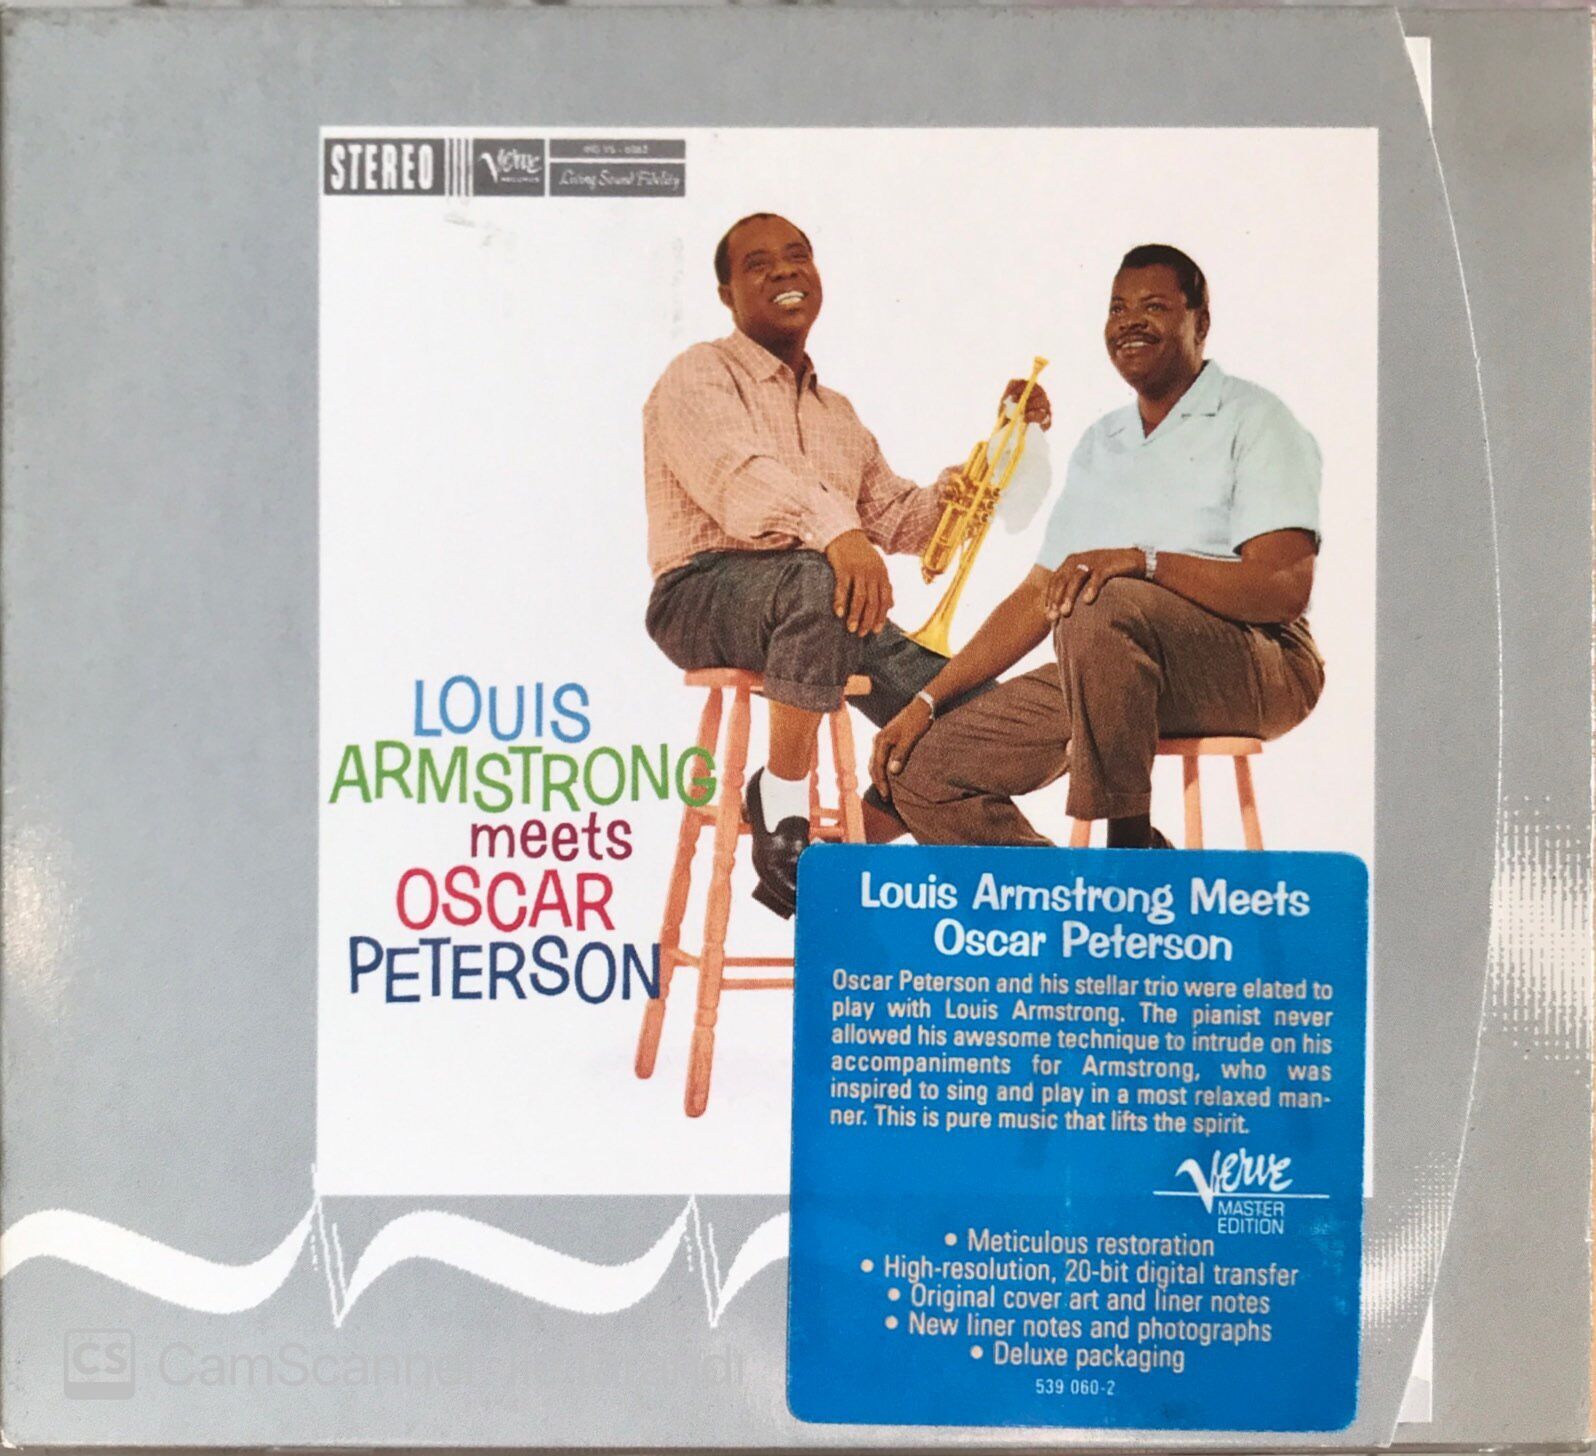 STEREO
Verve
RECORDS
Living Sound Fidelity
LOUIS
ARMSTRONG
meets
OSCAR
PETERSON
Louis Armstrong Meets
Oscar Peterson
Oscar Peterson and his stellar trio were elated to
play with Louis Armstrong. The pianist never
allowed his awesome technique to intrude on his
accompaniments for Armstrong, who was
inspired to sing and play in a most relaxed man-
ner. This is pure music that lifts the spirit.
Verve
MASTER
EDITION
• Meticulous restoration
• High-resolution, 20-bit digital transfer
• Original cover art and liner notes
• New liner notes and photographs
• Deluxe packaging
539 060-2
CS CamScann